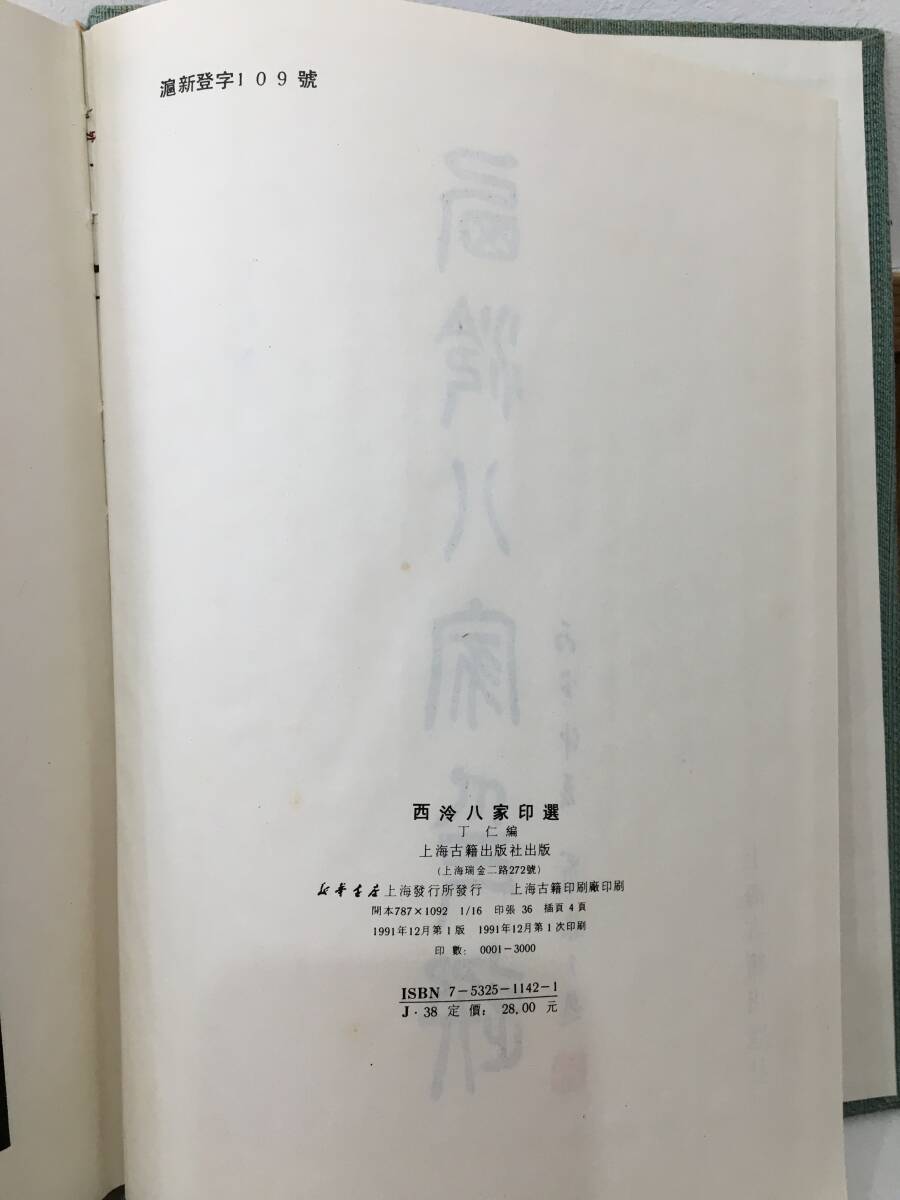 滬新登字109號
西泠八家印選
丁仁編
上海古籍出版社出版
(上海瑞金二路272號)
新華書店上海發行所發行 上海古籍印刷廠印刷
開本787×1092 1/16 印張36 插頁4頁
1991年12月第1版 1991年12月第1次印刷
印數: 0001-3000
ISBN 7-5325-1142-1
J·38 定價: 28.00元